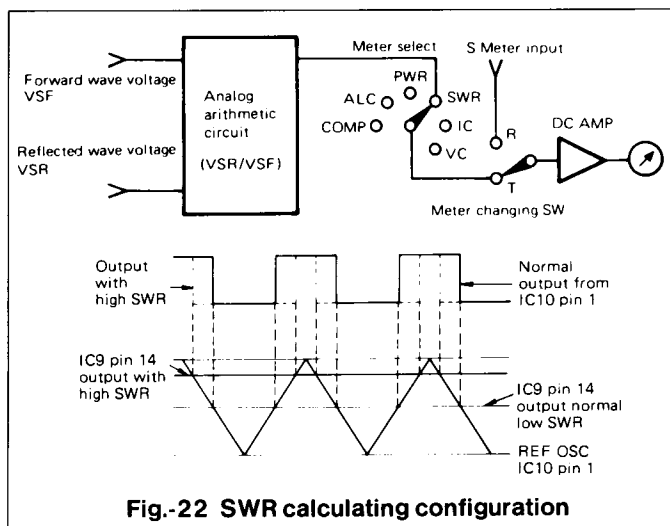 Forward wave voltage
VSF
Reflected wave voltage
VSR
Analog
arithmetic
circuit
(VSR/VSF)
Meter select
S Meter input
PWR
ALC
SWR
COMP
IC
VC
R
T
DC AMP
Meter changing SW
Output
with
high SWR
Normal
output from
IC10 pin 1
IC9 pin 14
output with
high SWR
IC9 pin 14
output normal
low SWR
REF OSC
IC10 pin 1
Fig.-22 SWR calculating configuration